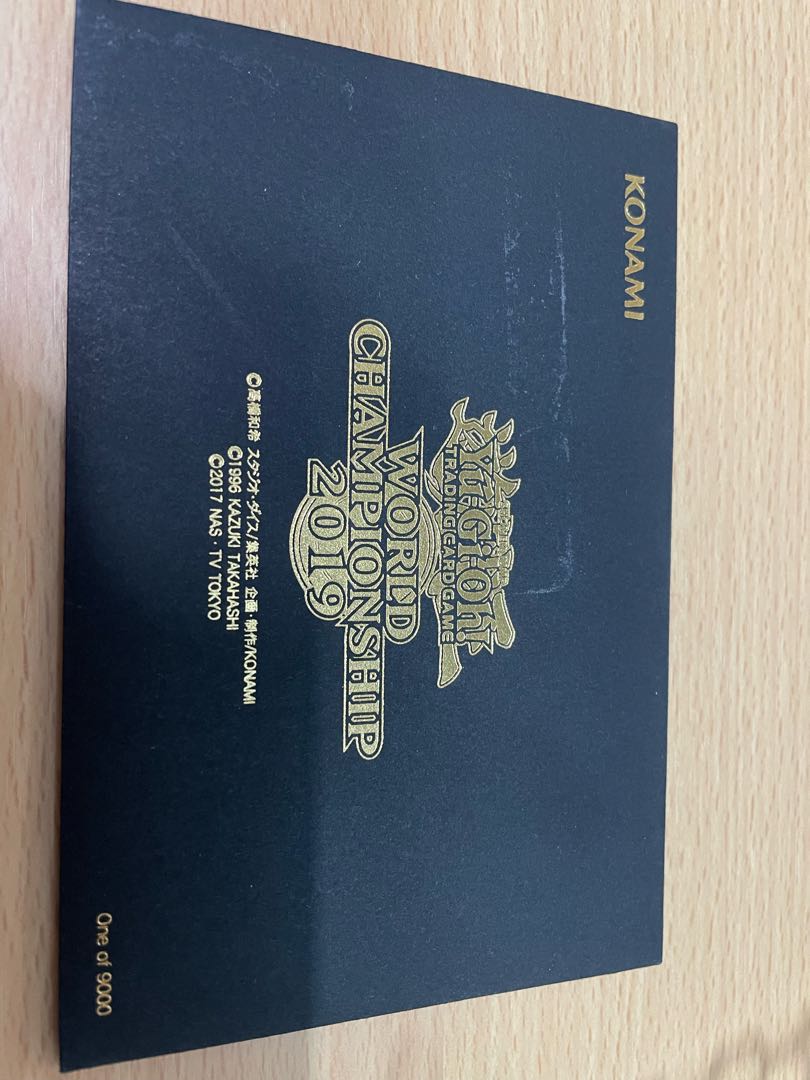 KONAMI
Yu-Gi-Oh!
TRADING CARD GAME
WORLD
CHAMPIONSHIP
2019
©高橋和希 スタジオ・ダイス/集英社 企画・制作/KONAMI
©1996 KAZUKI TAKAHASHI
©2017 NAS・TV TOKYO
One of 9000